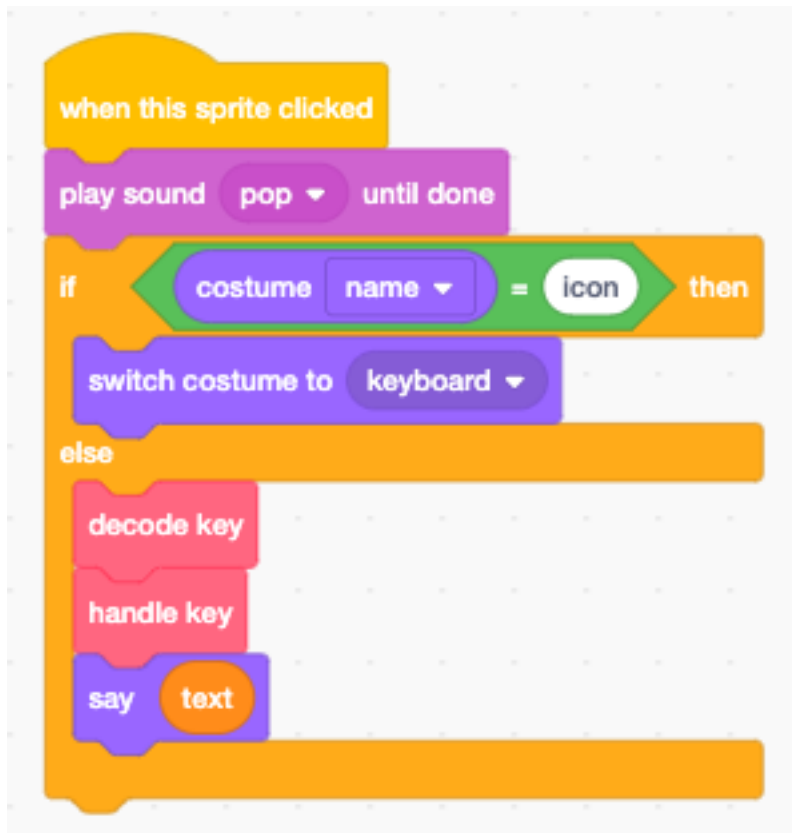 when this sprite clicked
play sound pop until done
if costume name = icon then
switch costume to keyboard
else
decode key
handle key
say text